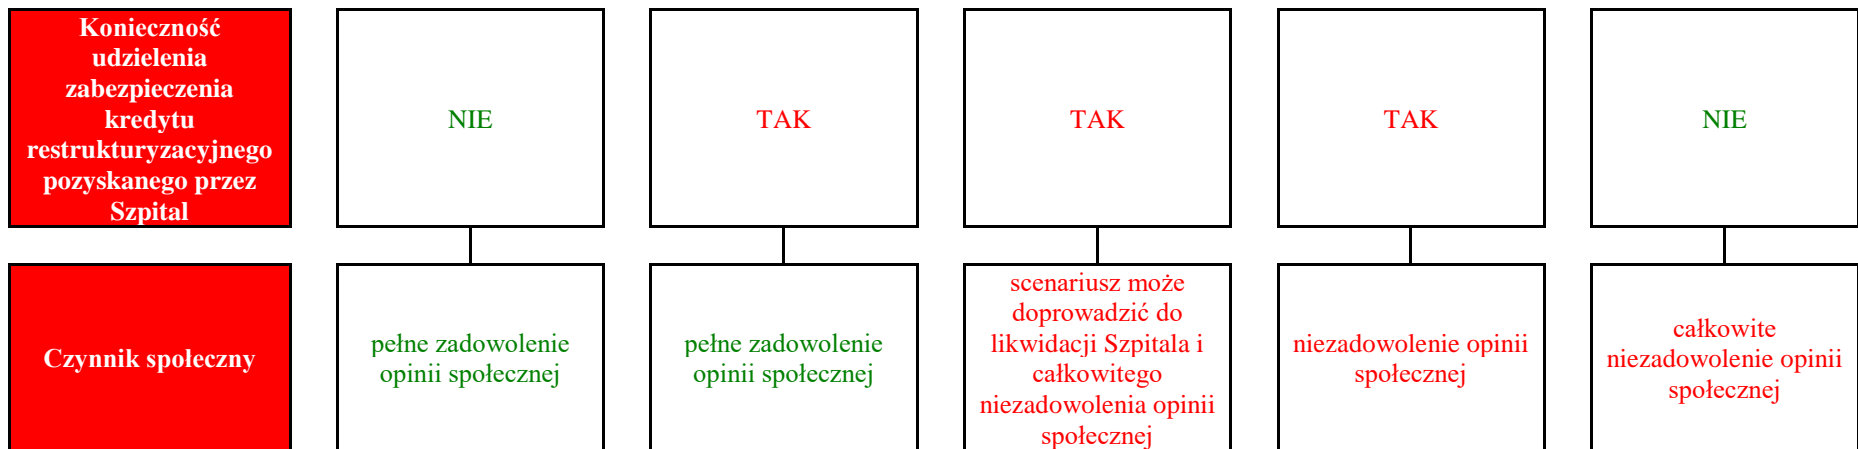 Konieczność
udzielenia
zabezpieczenia
kredytu
restrukturyzacyjnego
pozyskanego przez
Szpital
NIE
TAK
TAK
TAK
NIE
Czynnik społeczny
pełne zadowolenie
opinii społecznej
pełne zadowolenie
opinii społecznej
scenariusz może
doprowadzić do
likwidacji Szpitala i
całkowitego
niezadowolenia opinii
społecznej
niezadowolenie opinii
społecznej
całkowite
niezadowolenie opinii
społecznej